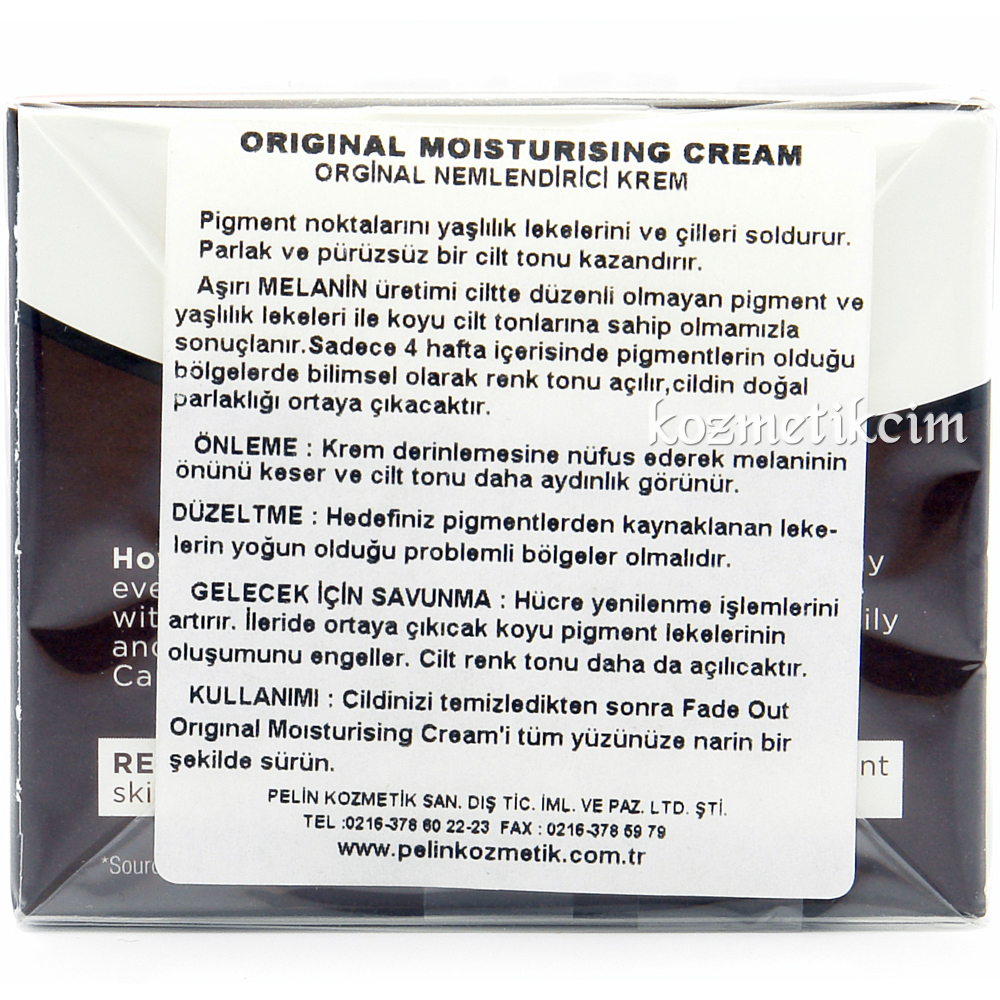 ORIGINAL MOISTURISING CREAM
ORGİNAL NEMLENDİRİCİ KREM
Pigment noktalarını yaşlılık lekelerini ve çilleri soldurur.
Parlak ve pürüzsüz bir cilt tonu kazandırır.
Aşırı MELANİN üretimi ciltte düzenli olmayan pigment ve
yaşlılık lekeleri ile koyu cilt tonlarına sahip olmamızla
sonuçlanır.Sadece 4 hafta içerisinde pigmentlerin olduğu
bölgelerde bilimsel olarak renk tonu açılır,cildin doğal
parlaklığı ortaya çıkacaktır.
kozmetikcim
ÖNLEME : Krem derinlemesine nüfus ederek melaninin
önünü keser ve cilt tonu daha aydınlık görünür.
DÜZELTME : Hedefiniz pigmentlerden kaynaklanan leke-
lerin yoğun olduğu problemli bölgeler olmalıdır.
GELECEK İÇİN SAVUNMA : Hücre yenilenme işlemlerini
artırır. İleride ortaya çıkıcak koyu pigment lekelerinin
oluşumunu engeller. Cilt renk tonu daha da açılıcaktır.
KULLANIMI : Cildinizi temizledikten sonra Fade Out
Orıgınal Moısturısing Cream'i tüm yüzünüze narin bir
şekilde sürün.
PELİN KOZMETİK SAN. DIŞ TİC. İML. VE PAZ. LTD. ŞTİ.
TEL :0216-378 60 22-23 FAX : 0216-378 59 79
www.pelinkozmetik.com.tr